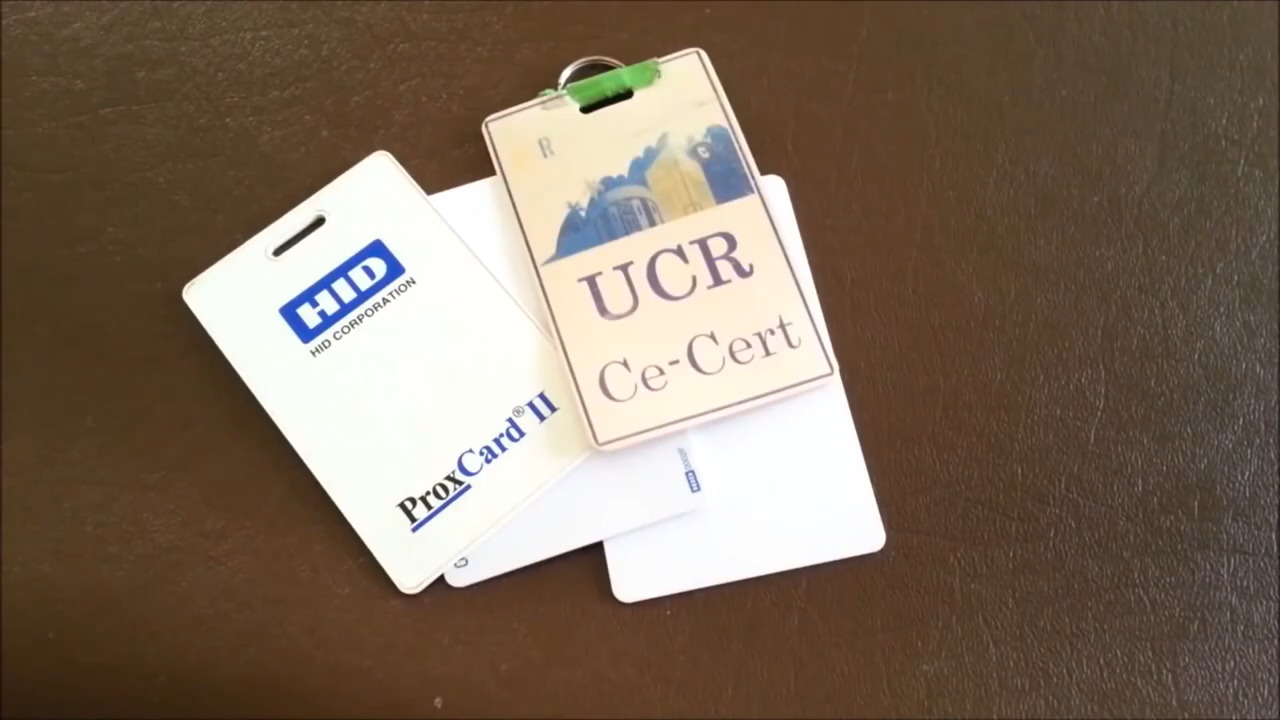 HID
HID CORPORATION
ProxCard® II
R
C
UCR
Ce-Cert